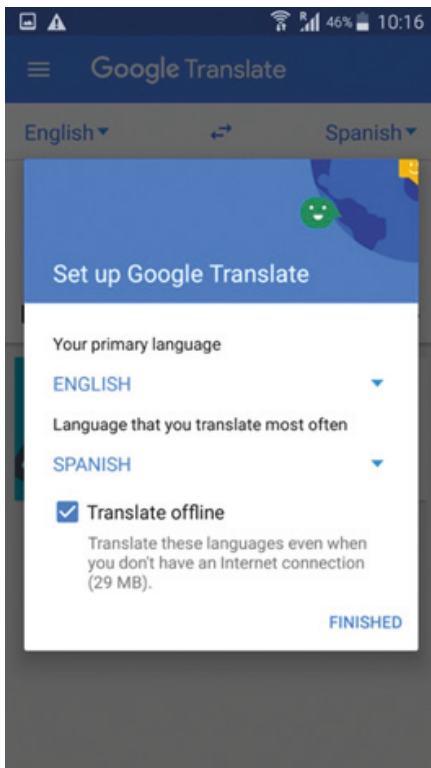 R 46% 10:16
Google Translate
English Spanish
Set up Google Translate
Your primary language
ENGLISH
Language that you translate most often
SPANISH
Translate offline
Translate these languages even when
you don't have an Internet connection
(29 MB).
FINISHED